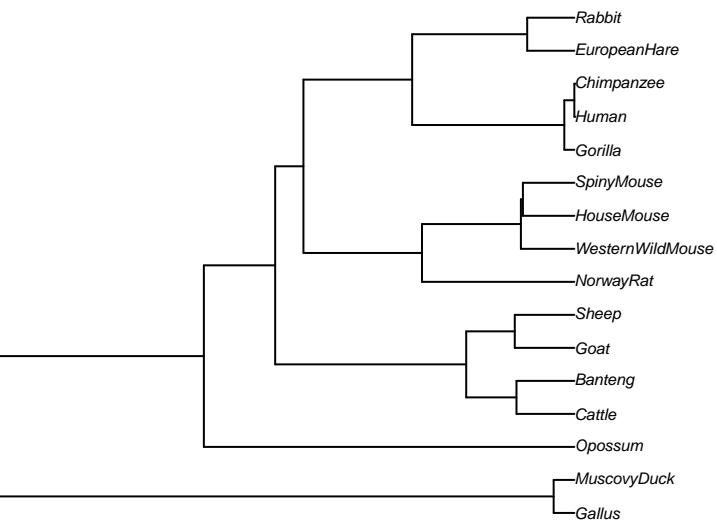 Rabbit
EuropeanHare
Chimpanzee
Human
Gorilla
SpinyMouse
HouseMouse
WesternWildMouse
NorwayRat
Sheep
Goat
Banteng
Cattle
Opossum
MuscovyDuck
Gallus